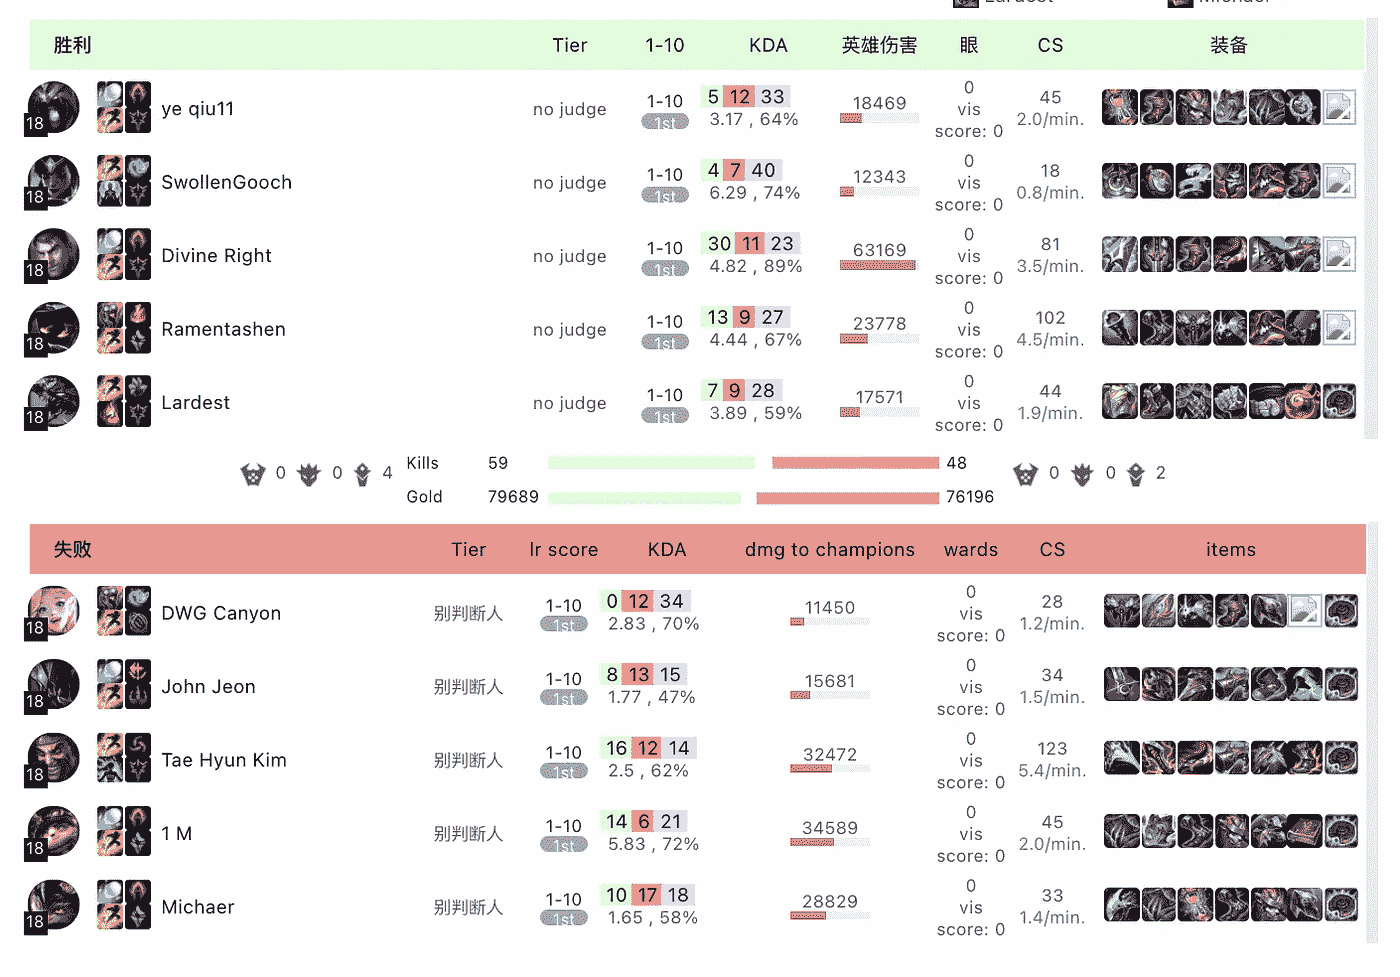 Lardest Michaer
胜利 Tier 1-10 KDA 英雄伤害 眼 CS 装备
18 ye qiu11 no judge 1-10 1st 5 12 33 3.17 , 64% 18469 0 vis score: 0 45 2.0/min.
18 SwollenGooch no judge 1-10 1st 4 7 40 6.29 , 74% 12343 0 vis score: 0 18 0.8/min.
18 Divine Right no judge 1-10 1st 30 11 23 4.82 , 89% 63169 0 vis score: 0 81 3.5/min.
18 Ramentashen no judge 1-10 1st 13 9 27 4.44 , 67% 23778 0 vis score: 0 102 4.5/min.
18 Lardest no judge 1-10 1st 7 9 28 3.89 , 59% 17571 0 vis score: 0 44 1.9/min.
0 0 4 Kills 59 48 0 0 2
Gold 79689 76196
失败 Tier lr score KDA dmg to champions wards CS items
18 DWG Canyon 别判断人 1-10 1st 0 12 34 2.83 , 70% 11450 0 vis score: 0 28 1.2/min.
18 John Jeon 别判断人 1-10 1st 8 13 15 1.77 , 47% 15681 0 vis score: 0 34 1.5/min.
18 Tae Hyun Kim 别判断人 1-10 1st 16 12 14 2.5 , 62% 32472 0 vis score: 0 123 5.4/min.
18 1 M 别判断人 1-10 1st 14 6 21 5.83 , 72% 34589 0 vis score: 0 45 2.0/min.
18 Michaer 别判断人 1-10 1st 10 17 18 1.65 , 58% 28829 0 vis score: 0 33 1.4/min.